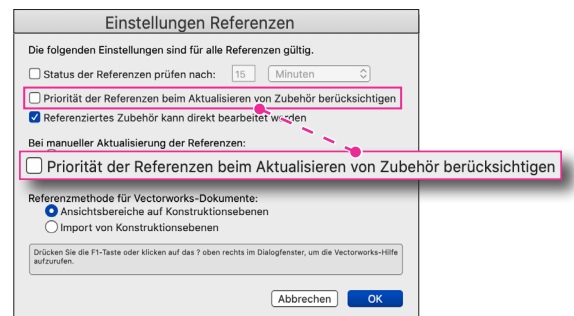 Einstellungen Referenzen
Die folgenden Einstellungen sind für alle Referenzen gültig.
Status der Referenzen prüfen nach: 15 Minuten
Priorität der Referenzen beim Aktualisieren von Zubehör berücksichtigen
Referenziertes Zubehör kann direkt bearbeitet werden
Bei manueller Aktualisierung der Referenzen:
Priorität der Referenzen beim Aktualisieren von Zubehör berücksichtigen
Referenzmethode für Vectorworks-Dokumente:
Ansichtsbereiche auf Konstruktionsebenen
Import von Konstruktionsebenen
Drücken Sie die F1-Taste oder klicken auf das ? oben rechts im Dialogfenster, um die Vectorworks-Hilfe
aufzurufen.
Abbrechen OK